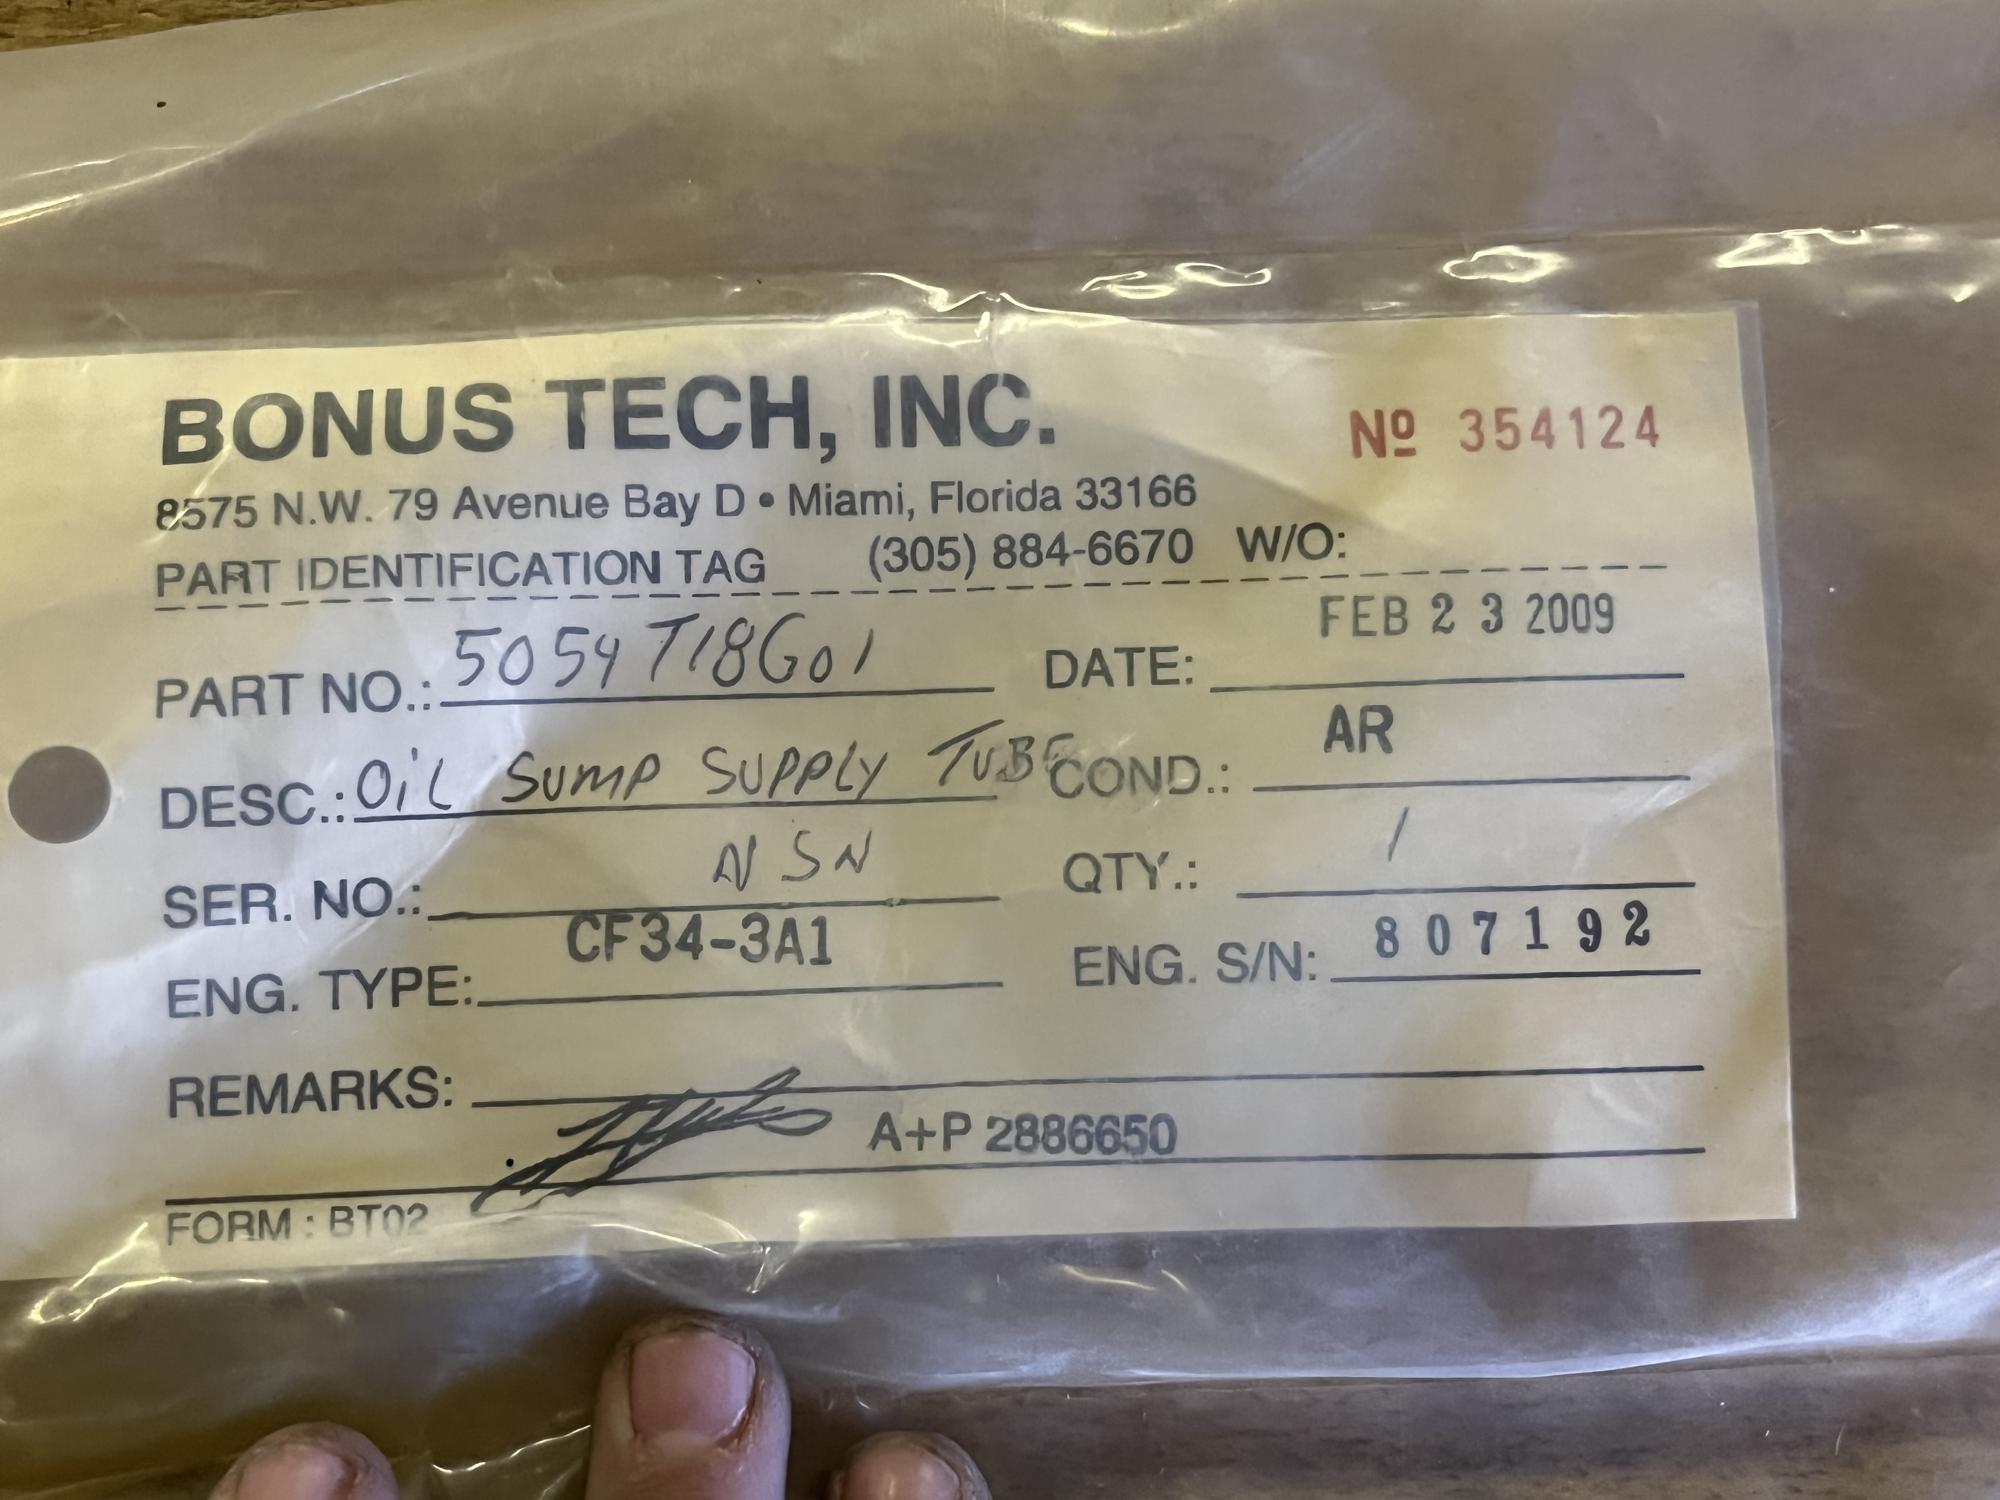 BONUS TECH, INC.
Nº 354124
8575 N.W. 79 Avenue Bay D • Miami, Florida 33166
PART IDENTIFICATION TAG (305) 884-6670 W/O:
PART NO.: 5054T18G01 DATE: FEB 23 2009
DESC.: OiL SUMP SUPPLY TUBE COND.: AR
SER. NO.: NSN QTY.: 1
ENG. TYPE: CF34-3A1 ENG. S/N: 807192
REMARKS:
A+P 2886650
FORM : BT02